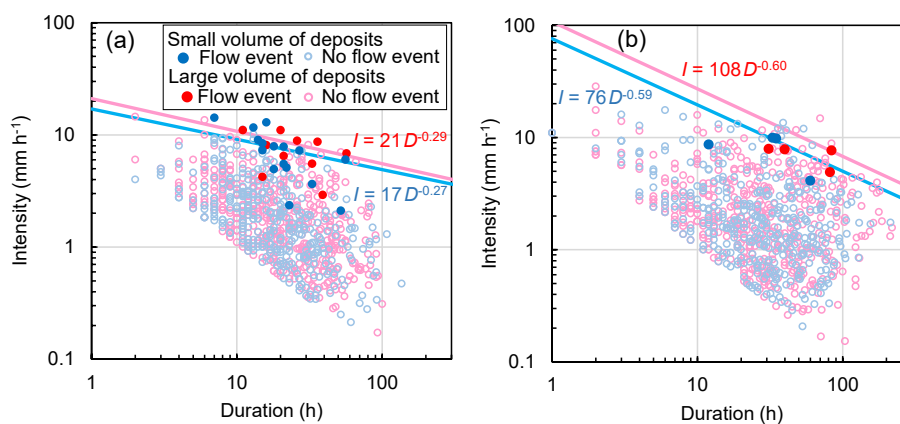 (a)
Small volume of deposits
Flow event No flow event
Large volume of deposits
Flow event No flow event
I = 21D^-0.29
I = 17D^-0.27
100
10
1
0.1
Intensity (mm h⁻¹)
1 10 100
Duration (h)
(b)
I = 108D^-0.60
I = 76D^-0.59
100
10
1
0.1
Intensity (mm h⁻¹)
1 10 100
Duration (h)